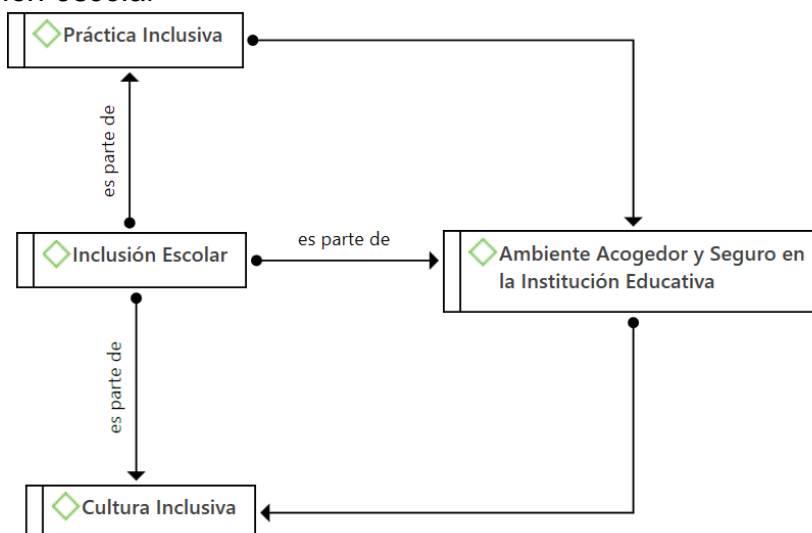 Práctica Inclusiva
es parte de
Inclusión Escolar
es parte de
Ambiente Acogedor y Seguro en
la Institución Educativa
es parte de
Cultura Inclusiva